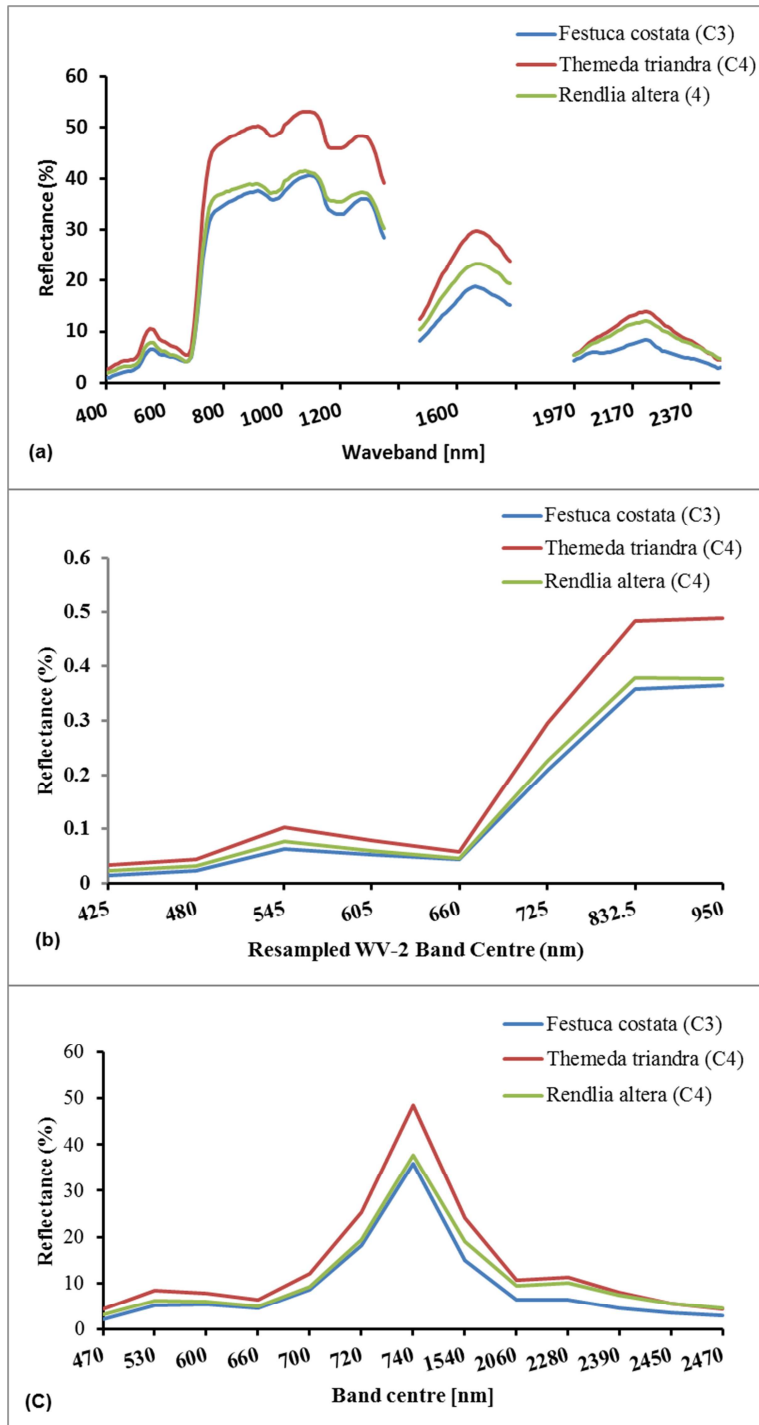 Festuca costata (C3)
Themeda triandra (C4)
Rendlia altera (4)
Reflectance (%)
60
50
40
30
20
10
0
400 600 800 1000 1200 1600 1970 2170 2370
Waveband [nm]
(a)
Festuca costata (C3)
Themeda triandra (C4)
Rendlia altera (C4)
Reflectance (%)
0.6
0.5
0.4
0.3
0.2
0.1
0
425 480 545 605 660 725 832.5 950
Resampled WV-2 Band Centre (nm)
(b)
Festuca costata (C3)
Themeda triandra (C4)
Rendlia altera (C4)
Reflectance (%)
60
50
40
30
20
10
0
470 530 600 660 700 720 740 1540 2060 2280 2390 2450 2470
Band centre [nm]
(C)